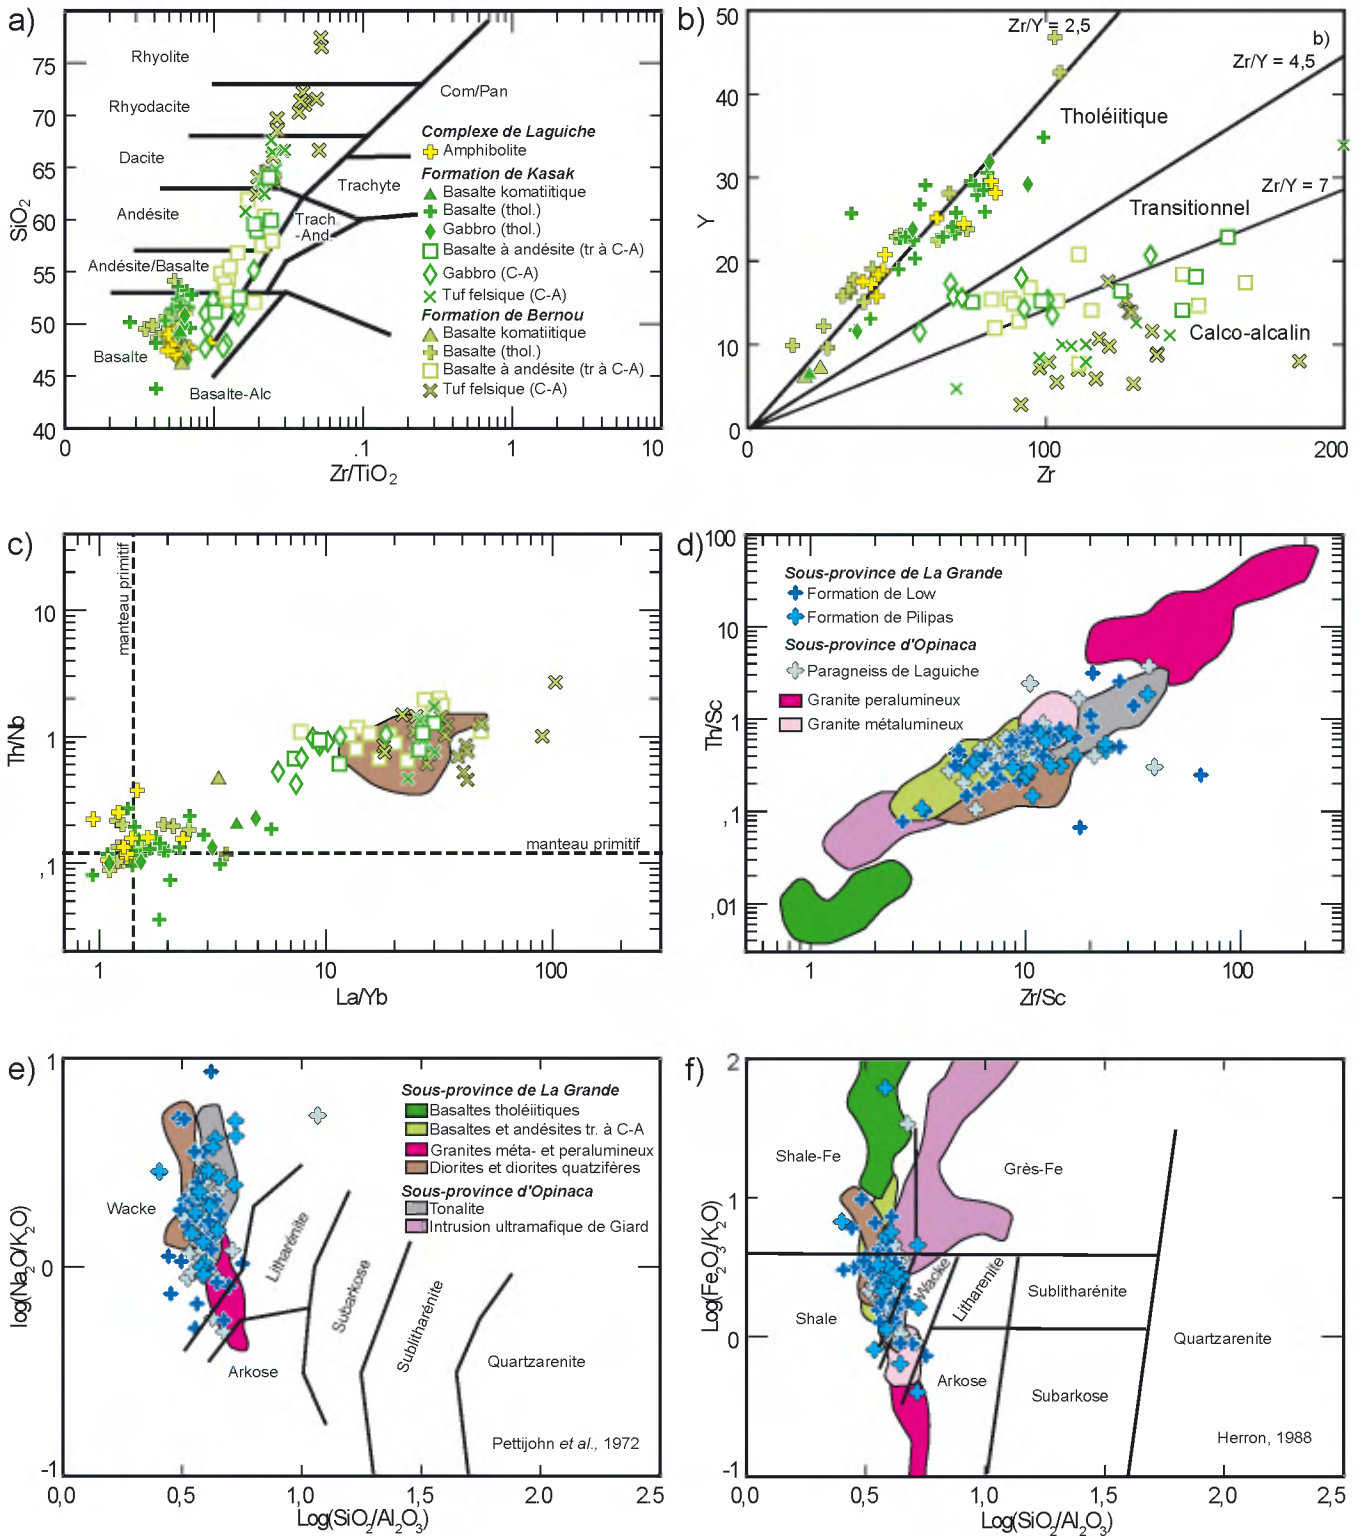 a)
75
70
65
60
55
50
45
40
SiO2
Rhyolite
Rhyodacite
Dacite
Andésite
Andésite/Basalte
Basalte
Basalte-Alc
Com/Pan
Trachyte
Trach
-And.
Complexe de Laguiche
Amphibolite
Formation de Kasak
Basalte komatiitique
Basalte (thol.)
Gabbro (thol.)
Basalte à andésite (tr à C-A)
Gabbro (C-A)
Tuf felsique (C-A)
Formation de Bernou
Basalte komatiitique
Basalte (thol.)
Basalte à andésite (tr à C-A)
Tuf felsique (C-A)
0 .1 1 10
Zr/TiO2
b)
50
40
30
20
10
0
Y
Zr/Y = 2,5
b)
Zr/Y = 4,5
Tholéiitique
Zr/Y = 7
Transitionnel
Calco-alcalin
0 100 200
Zr
c)
10
1
,1
Th/Nb
manteau primitif
manteau primitif
1 10 100
La/Yb
d)
100
10
1
,1
,01
Th/Sc
Sous-province de La Grande
Formation de Low
Formation de Pilipas
Sous-province d'Opinaca
Paragneiss de Laguiche
Granite peralumineux
Granite métalumineux
1 10 100
Zr/Sc
e)
1
0
-1
log(Na2O/K2O)
Sous-province de La Grande
Basaltes tholéiitiques
Basaltes et andésites tr. à C-A
Granites méta- et peralumineux
Diorites et diorites quatzifères
Sous-province d'Opinaca
Tonalite
Intrusion ultramafique de Giard
Wacke
Litharénite
Subarkose
Sublitharénite
Quartzarenite
Arkose
Pettijohn et al., 1972
0,0 0,5 1,0 1,5 2,0 2.5
Log(SiO2/Al2O3)
f)
2
1
0
-1
Log(Fe2O3/K2O)
Shale-Fe
Grès-Fe
Shale
Wacke
Litharenite
Sublitharénite
Quartzarenite
Arkose
Subarkose
Herron, 1988
0,0 0,5 1,0 1,5 2,0 2,5
Log(SiO2/Al2O3)